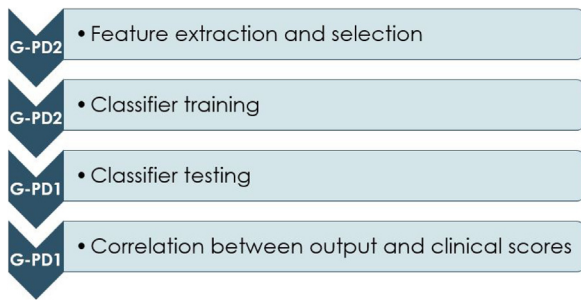 G-PD2
• Feature extraction and selection
G-PD2
• Classifier training
G-PD1
• Classifier testing
G-PD1
• Correlation between output and clinical scores